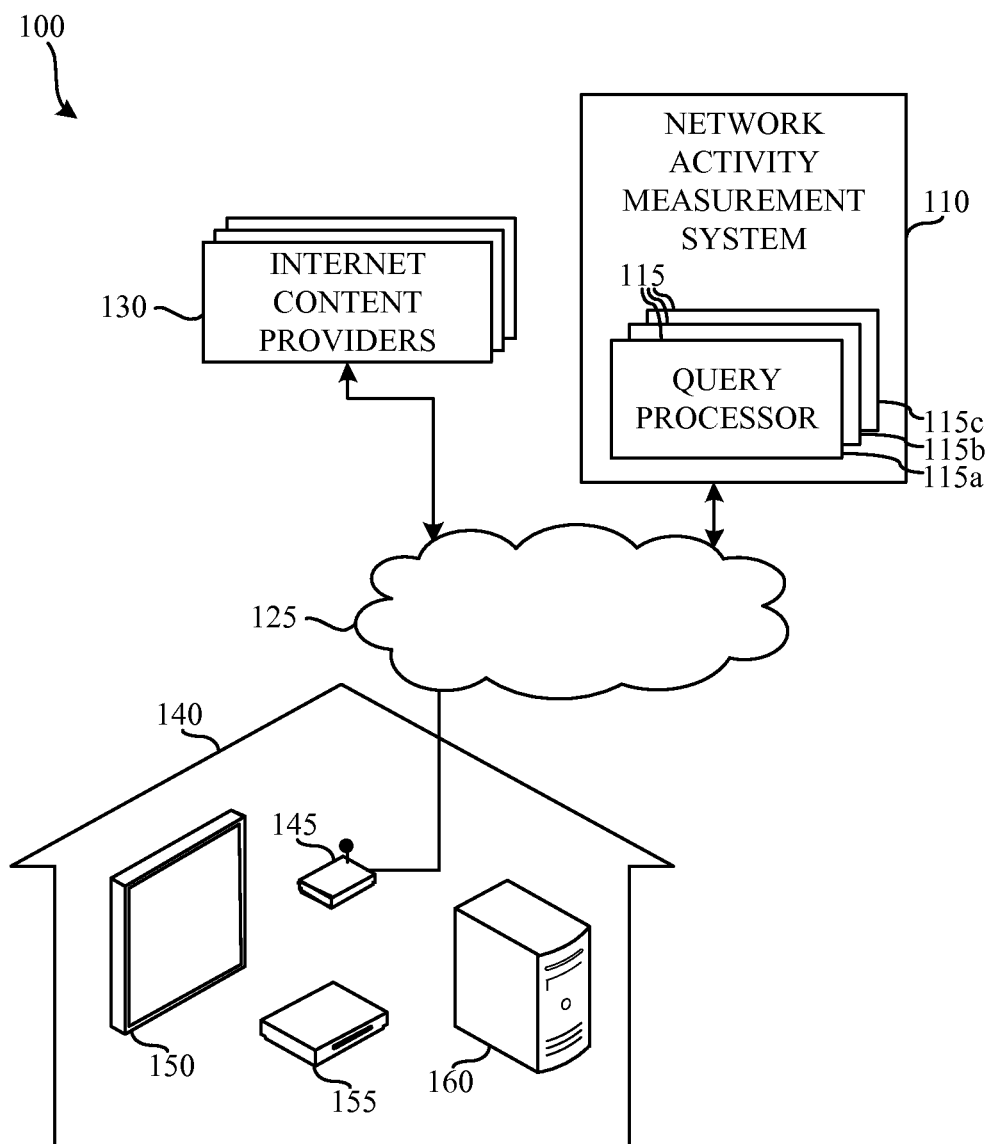 100
NETWORK
ACTIVITY
MEASUREMENT
SYSTEM
110
INTERNET
CONTENT
PROVIDERS
130
115
QUERY
PROCESSOR
115c
115b
115a
125
140
145
150
155
160